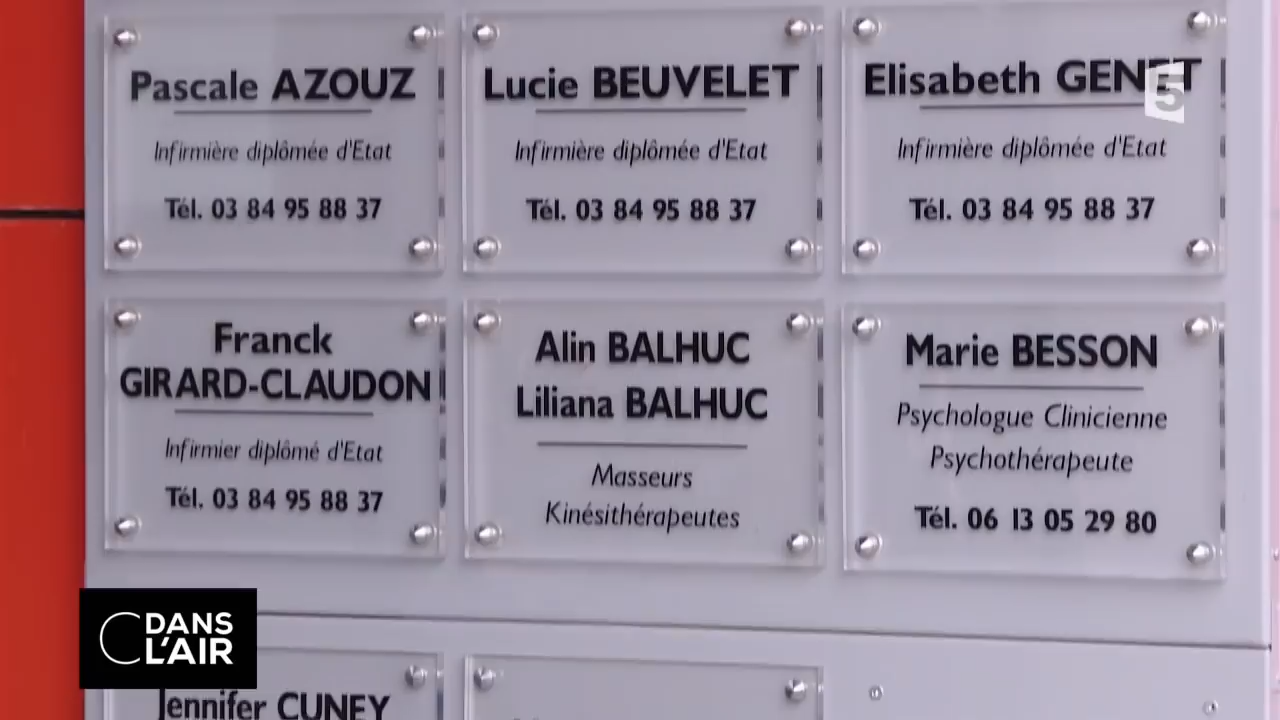 Pascale AZOUZ
Infirmière diplômée d'Etat
Tél. 03 84 95 88 37
Lucie BEUVELET
Infirmière diplômée d'Etat
Tél. 03 84 95 88 37
Elisabeth GENET
Infirmière diplômée d'Etat
Tél. 03 84 95 88 37
5
Franck
GIRARD-CLAUDON
Infirmier diplômé d'Etat
Tél. 03 84 95 88 37
Alin BALHUC
Liliana BALHUC
Masseurs
Kinésithérapeutes
Marie BESSON
Psychologue Clinicienne
Psychothérapeute
Tél. 06 13 05 29 80
C DANS
L'AIR
Jennifer CUNEY